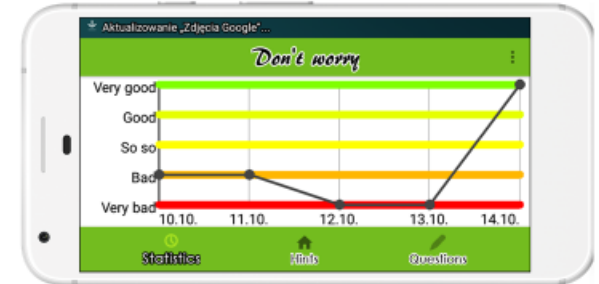 Aktualizowanie „Zdjęcia Google”...
Don't worry
Very good
Good
So so
Bad
Very bad
10.10. 11.10. 12.10. 13.10. 14.10.
Statistics Hints Questions